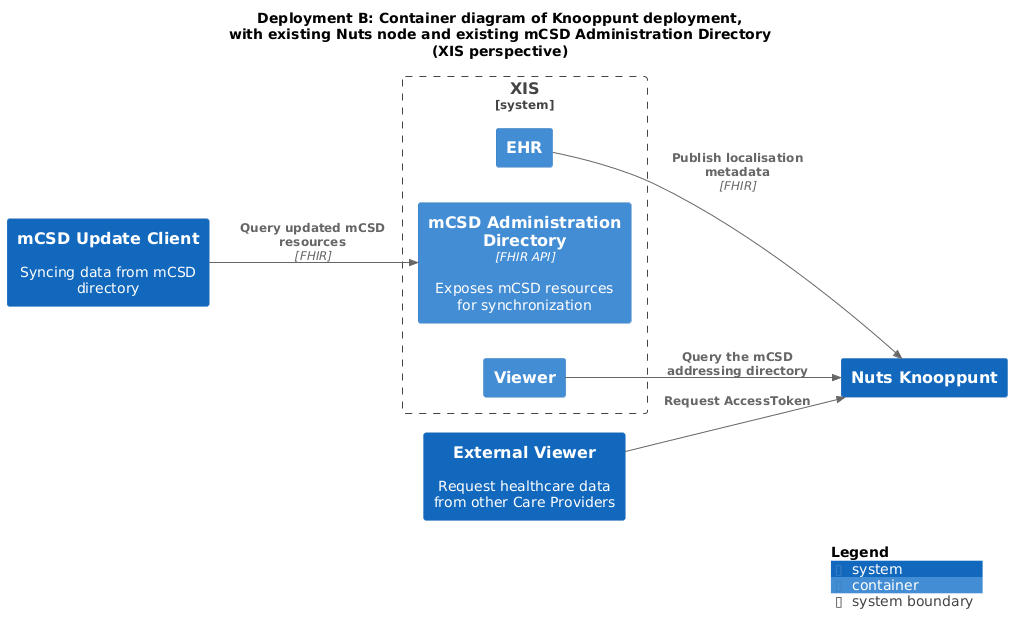 Deployment B: Container diagram of Knooppunt deployment,
with existing Nuts node and existing mCSD Administration Directory
(XIS perspective)
XIS
[system]
EHR
Publish localisation
metadata
[FHIR]
mCSD Administration
Directory
[FHIR API]
Exposes mCSD resources
for synchronization
mCSD Update Client
Syncing data from mCSD
directory
Query updated mCSD
resources
[FHIR]
Viewer
Query the mCSD
addressing directory
Nuts Knooppunt
Request AccessToken
External Viewer
Request healthcare data
from other Care Providers
Legend
system
container
system boundary